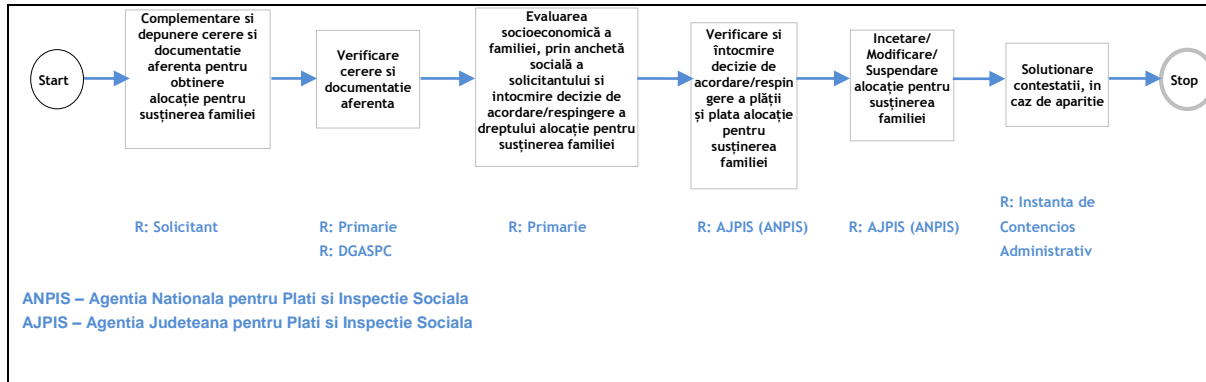 Start
Complementare si
depunere cerere si
documentatie
aferenta pentru
obtinere
alocație pentru
susținerea familiei
Verificare
cerere si
documentatie
aferenta
Evaluarea
socioeconomică a
familiei, prin anchetă
socială a
solicitantului si
intocmire decizie de
acordare/respingere a
dreptului alocație pentru
susținerea familiei
Verificare si
întocmire
decizie de
acordare/respin
gere a plății
și plata alocație
pentru
susținerea
familiei
Incetare/
Modificare/
Suspendare
alocație pentru
susținerea
familiei
Solutionare
contestatii, in
caz de aparitie
Stop
R: Solicitant
R: Primarie
R: DGASPC
R: Primarie
R: AJPIS (ANPIS)
R: AJPIS (ANPIS)
R: Instanta de
Contencios
Administrativ
ANPIS – Agentia Nationala pentru Plati si Inspectie Sociala
AJPIS – Agentia Judeteana pentru Plati si Inspectie Sociala